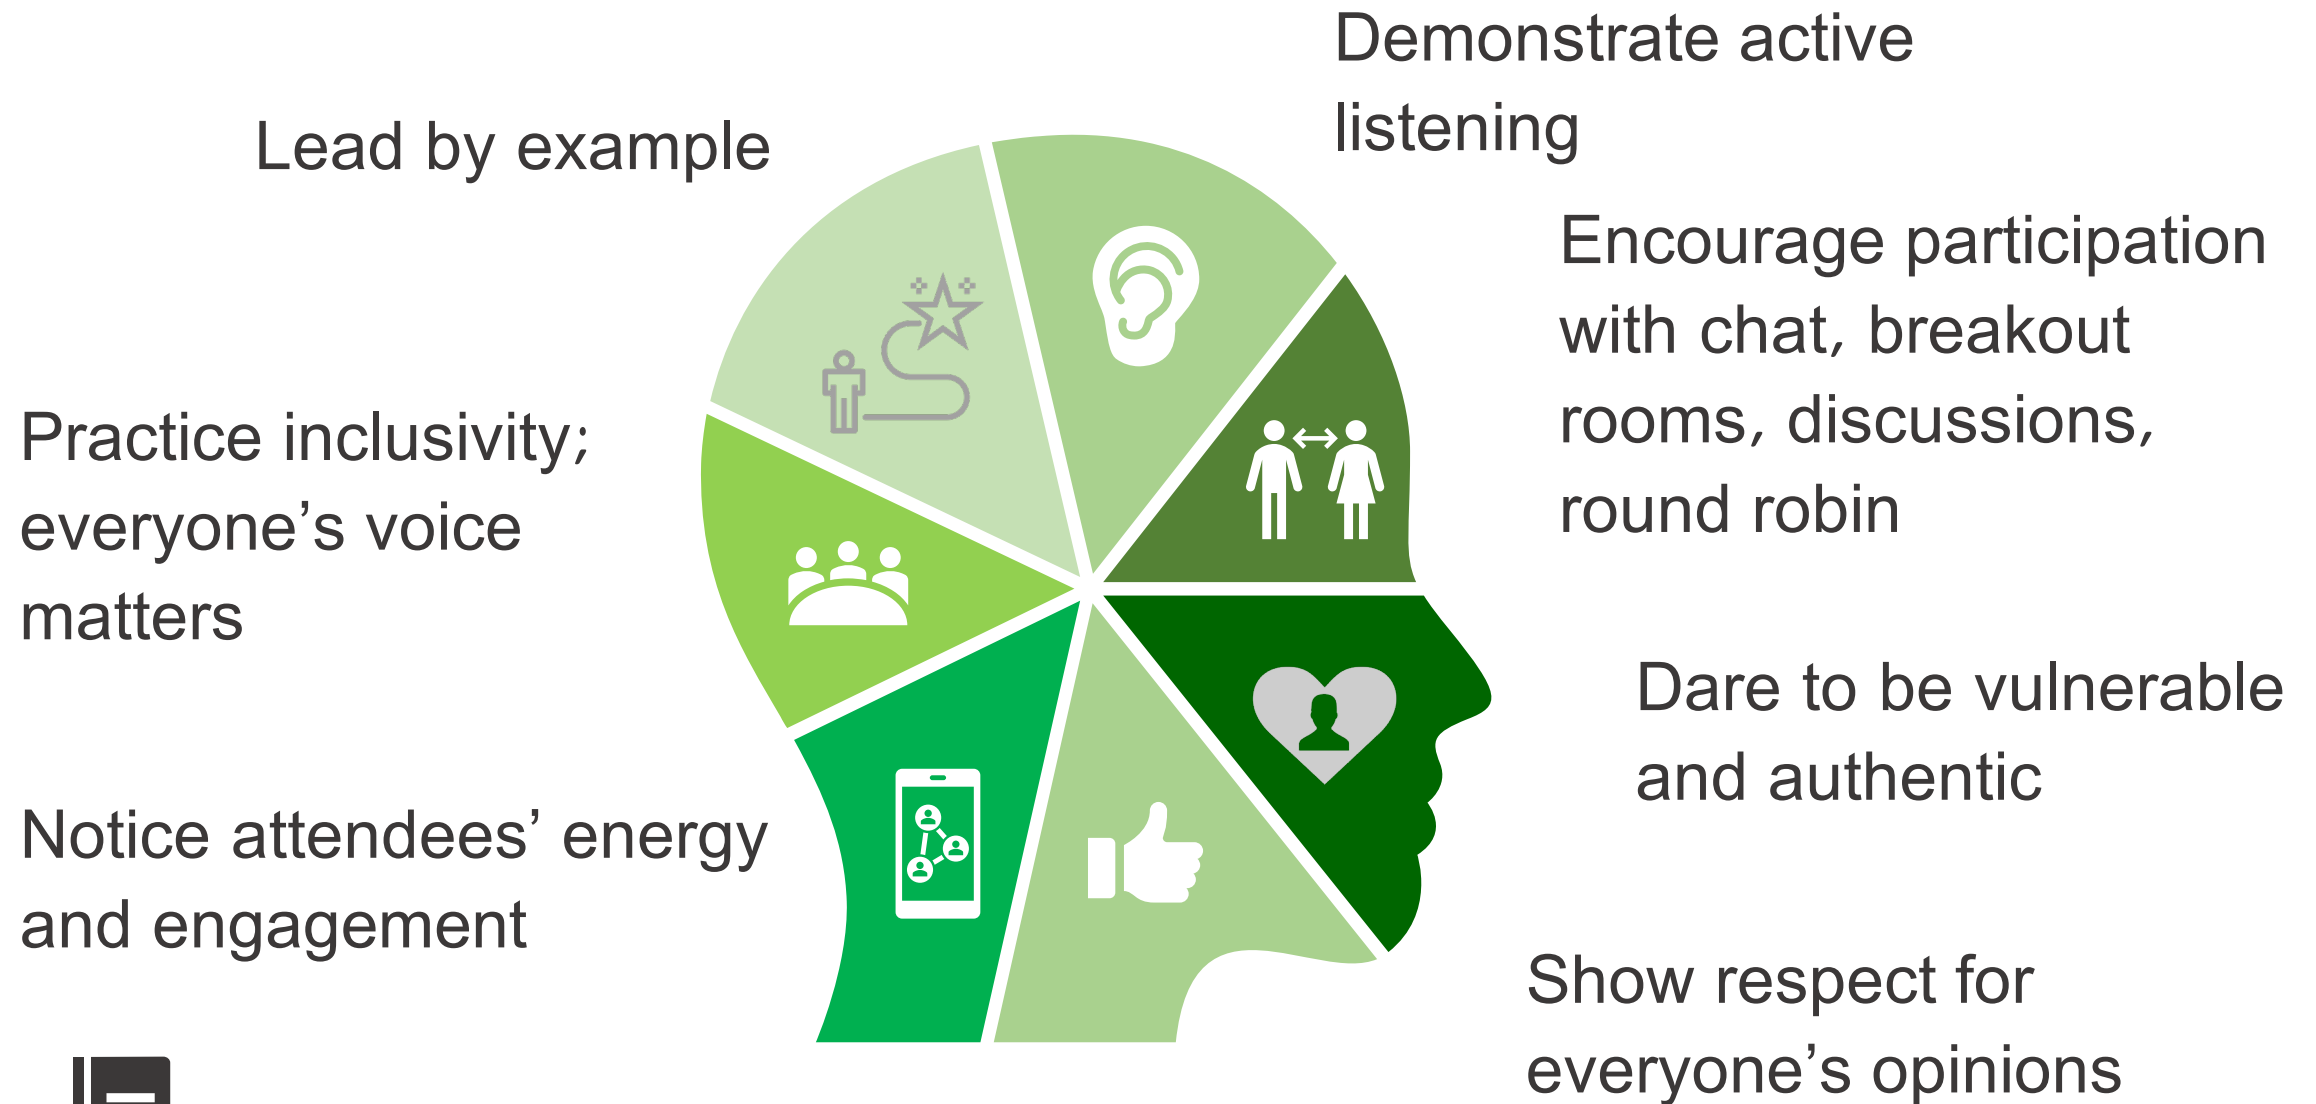 Lead by example
Demonstrate active
listening
Encourage participation
with chat, breakout
rooms, discussions,
round robin
Practice inclusivity;
everyone’s voice
matters
Dare to be vulnerable
and authentic
Notice attendees’ energy
and engagement
Show respect for
everyone’s opinions